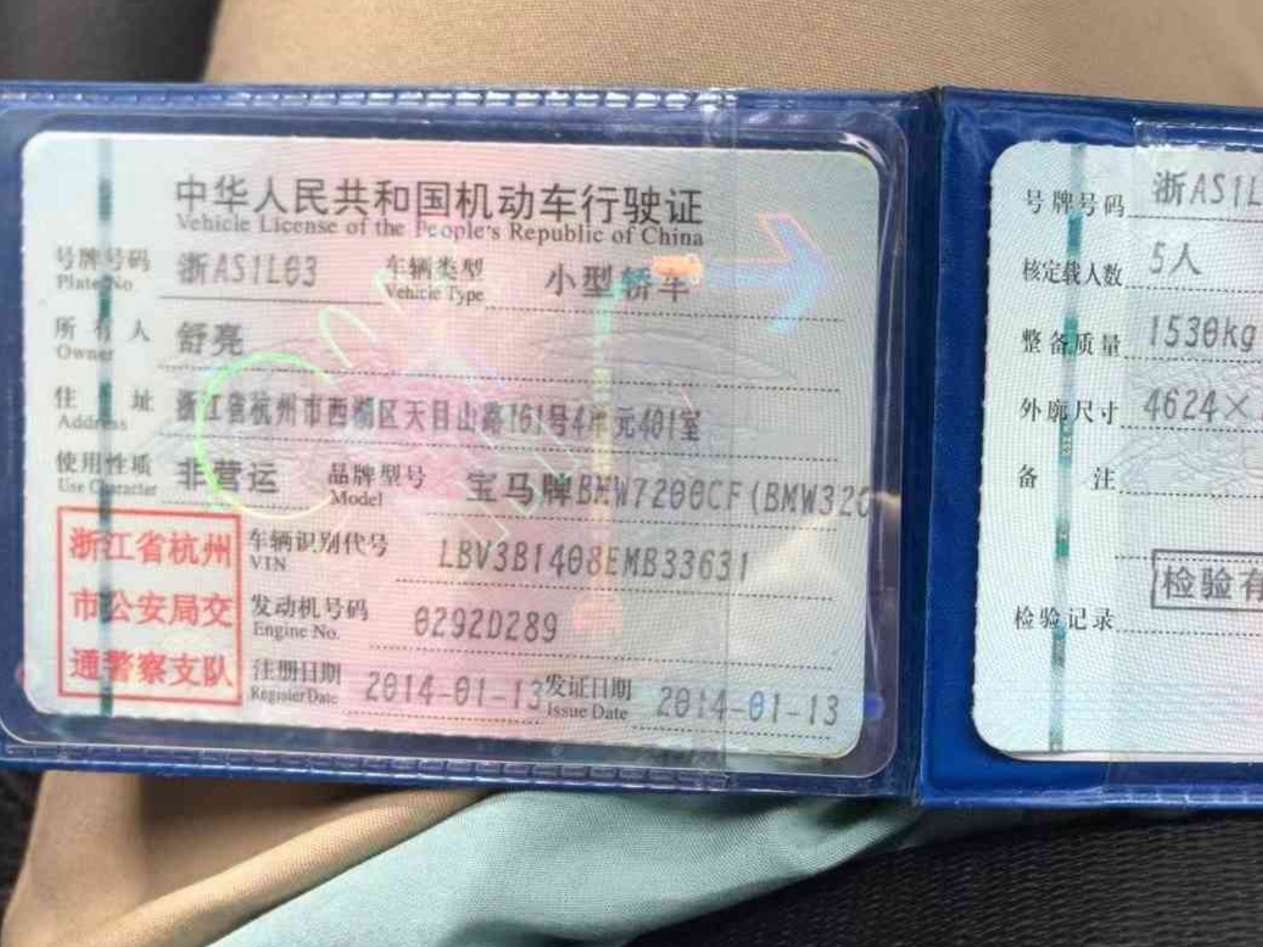 中华人民共和国机动车行驶证
Vehicle License of the People's Republic of China
号牌号码 浙AS1L03 车辆类型 小型轿车
Plate No Vehicle Type
所有人 舒亮
Owner
住址 浙江省杭州市西湖区天目山路161号4单元401室
Address
使用性质 非营运 品牌型号 宝马牌BMW7200CF(BMW320
Use Character Model
浙江省杭州
市公安局交
通警察支队
车辆识别代号 LBV3B1408EMB33631
VIN
发动机号码 0292D289
Engine No.
注册日期 2014-01-13 发证日期 2014-01-13
Register Date Issue Date
号牌号码 浙AS1L
核定载人数 5人
整备质量 1530kg
外廓尺寸 4624×
备注
检验有
检验记录